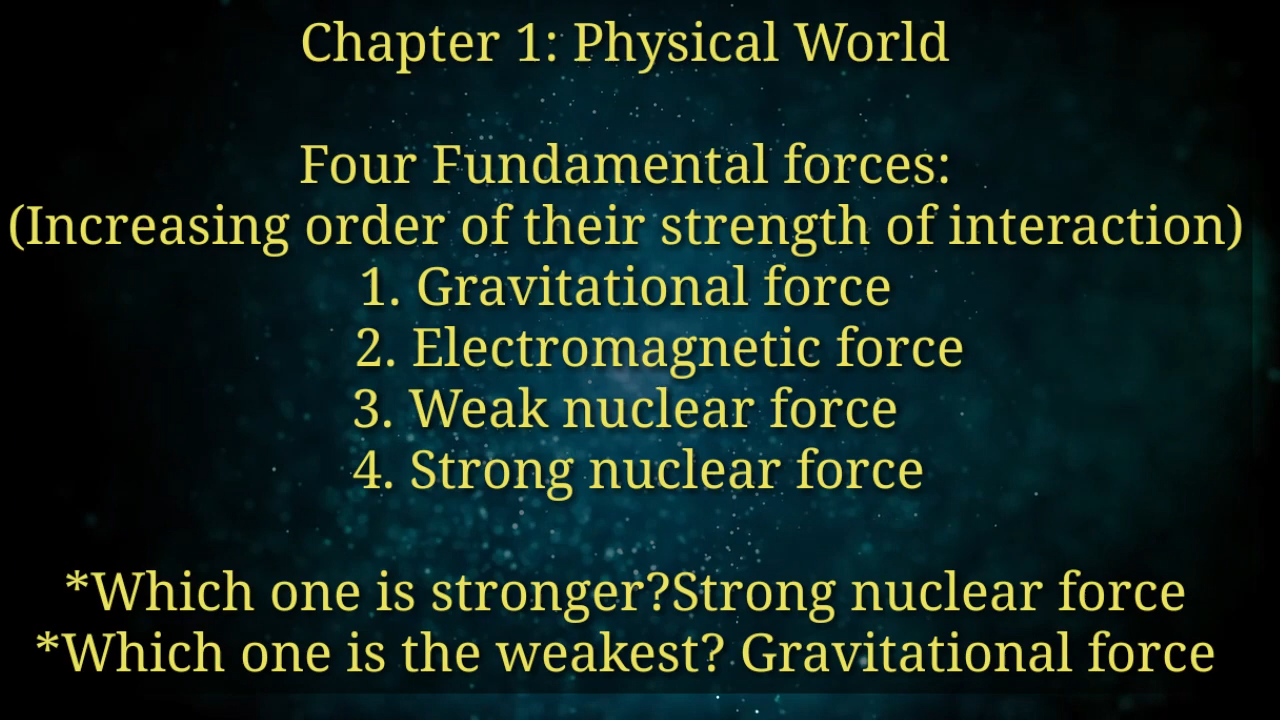 Chapter 1: Physical World
Four Fundamental forces:
(Increasing order of their strength of interaction)
1. Gravitational force
2. Electromagnetic force
3. Weak nuclear force
4. Strong nuclear force
*Which one is stronger?Strong nuclear force
*Which one is the weakest? Gravitational force